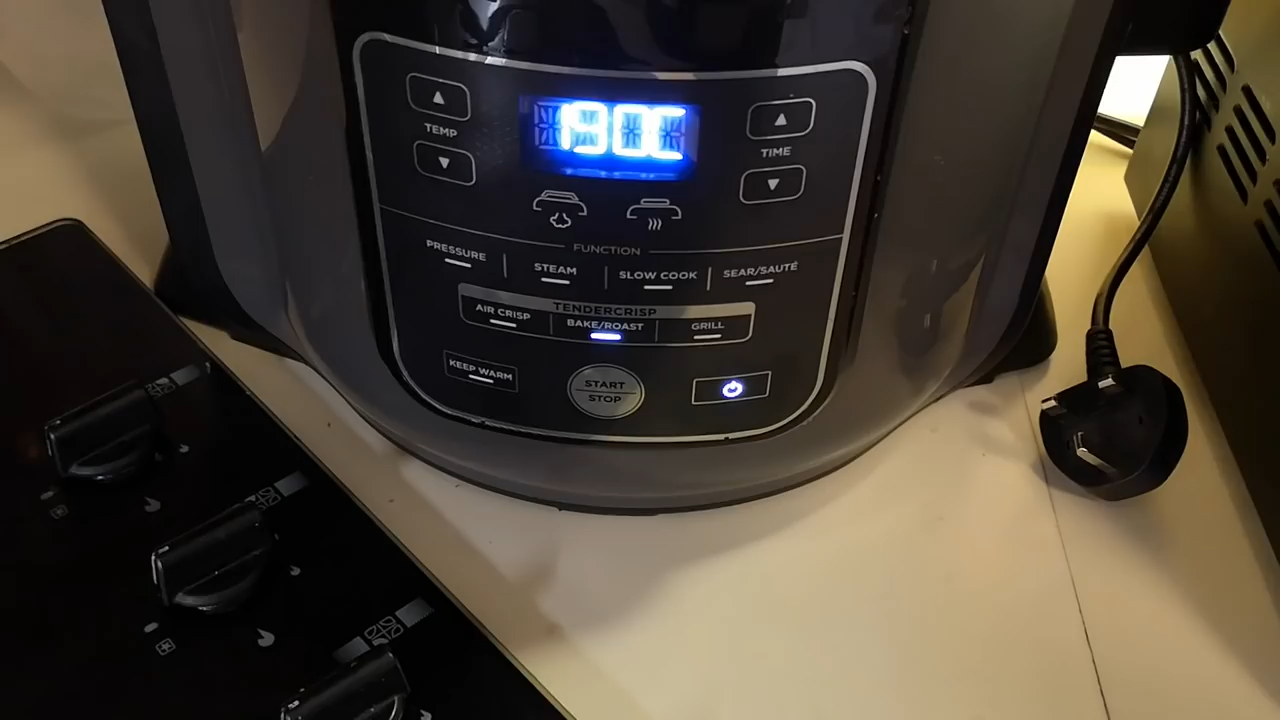 190C
TEMP
TIME
FUNCTION
PRESSURE
STEAM
SLOW COOK
SEAR/SAUTÉ
TENDERCRISP
AIR CRISP
BAKE/ROAST
GRILL
KEEP WARM
START
STOP